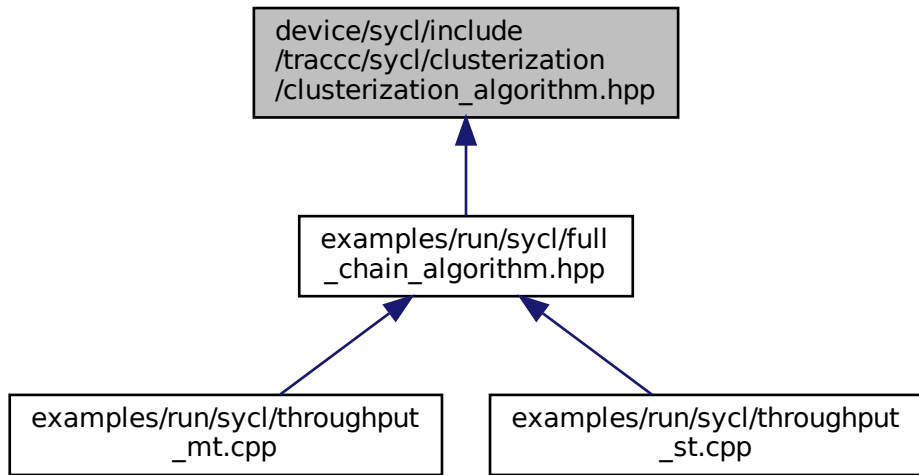 device/sycl/include
/traccc/sycl/clusterization
/clusterization_algorithm.hpp
examples/run/sycl/full
_chain_algorithm.hpp
examples/run/sycl/throughput
_mt.cpp
examples/run/sycl/throughput
_st.cpp